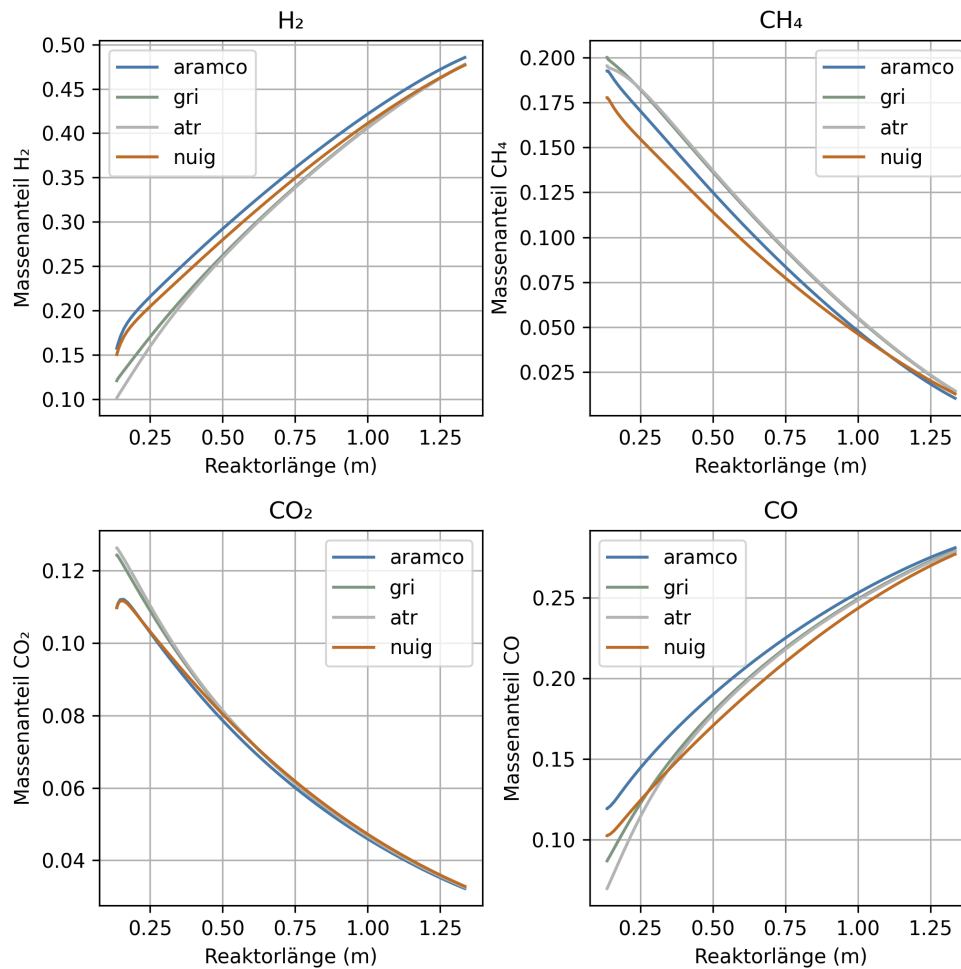 H₂
0.50
0.45
0.40
0.35
0.30
0.25
0.20
0.15
0.10
Massenanteil H₂
aramco
gri
atr
nuig
0.25 0.50 0.75 1.00 1.25
Reaktorlänge (m)
CH₄
0.200
0.175
0.150
0.125
0.100
0.075
0.050
0.025
Massenanteil CH₄
aramco
gri
atr
nuig
0.25 0.50 0.75 1.00 1.25
Reaktorlänge (m)
CO₂
0.12
0.10
0.08
0.06
0.04
Massenanteil CO₂
aramco
gri
atr
nuig
0.25 0.50 0.75 1.00 1.25
Reaktorlänge (m)
CO
0.25
0.20
0.15
0.10
Massenanteil CO
aramco
gri
atr
nuig
0.25 0.50 0.75 1.00 1.25
Reaktorlänge (m)